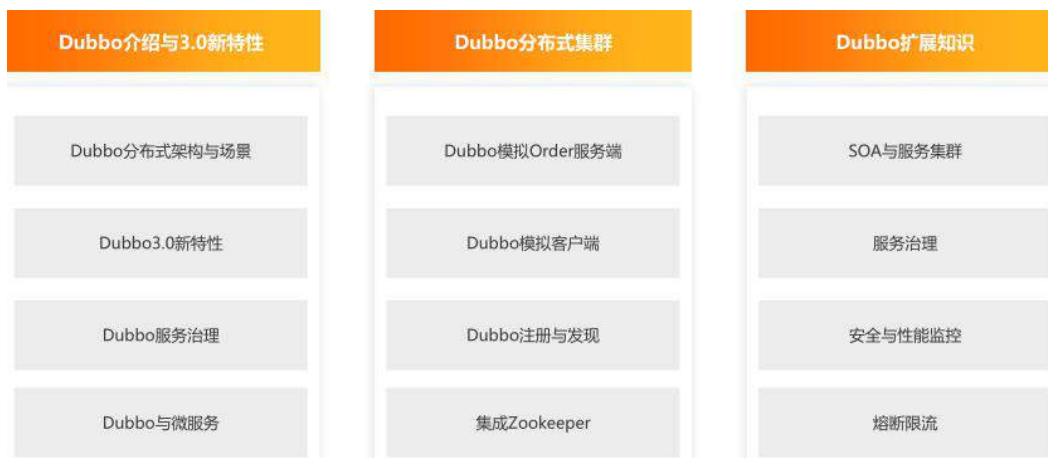 Dubbo介绍与3.0新特性
Dubbo分布式架构与场景
Dubbo3.0新特性
Dubbo服务治理
Dubbo与微服务
Dubbo分布式集群
Dubbo模拟Order服务端
Dubbo模拟客户端
Dubbo注册与发现
集成Zookeeper
Dubbo扩展知识
SOA与服务集群
服务治理
安全与性能监控
熔断限流